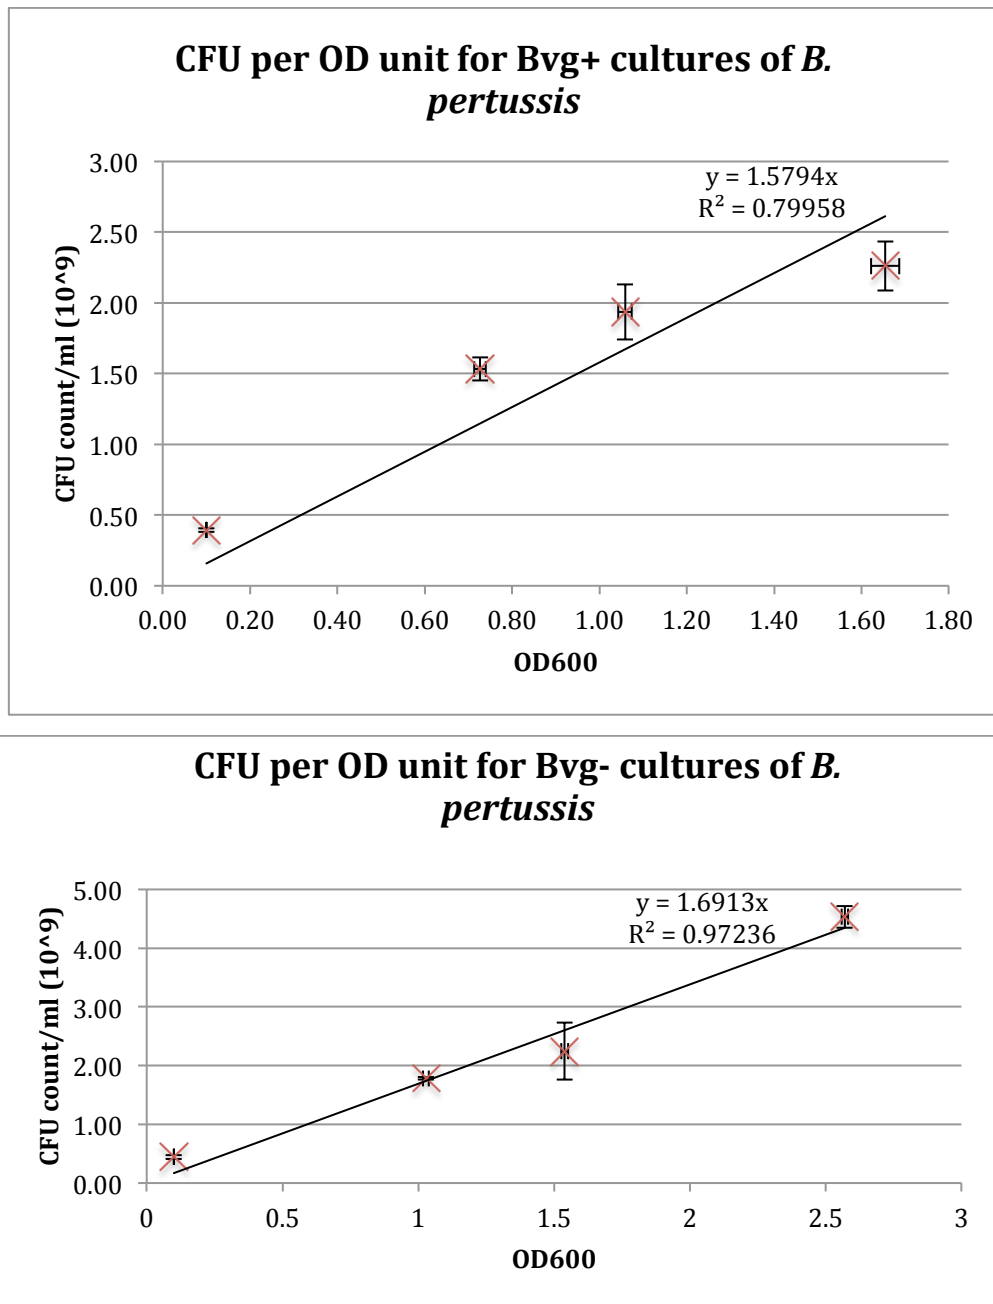 CFU per OD unit for Bvg+ cultures of B.
pertussis
y = 1.5794x
R² = 0.79958
CFU count/ml (10^9)
3.00
2.50
2.00
1.50
1.00
0.50
0.00
0.00 0.20 0.40 0.60 0.80 1.00 1.20 1.40 1.60 1.80
OD600
CFU per OD unit for Bvg- cultures of B.
pertussis
y = 1.6913x
R² = 0.97236
CFU count/ml (10^9)
5.00
4.00
3.00
2.00
1.00
0.00
0 0.5 1 1.5 2 2.5 3
OD600